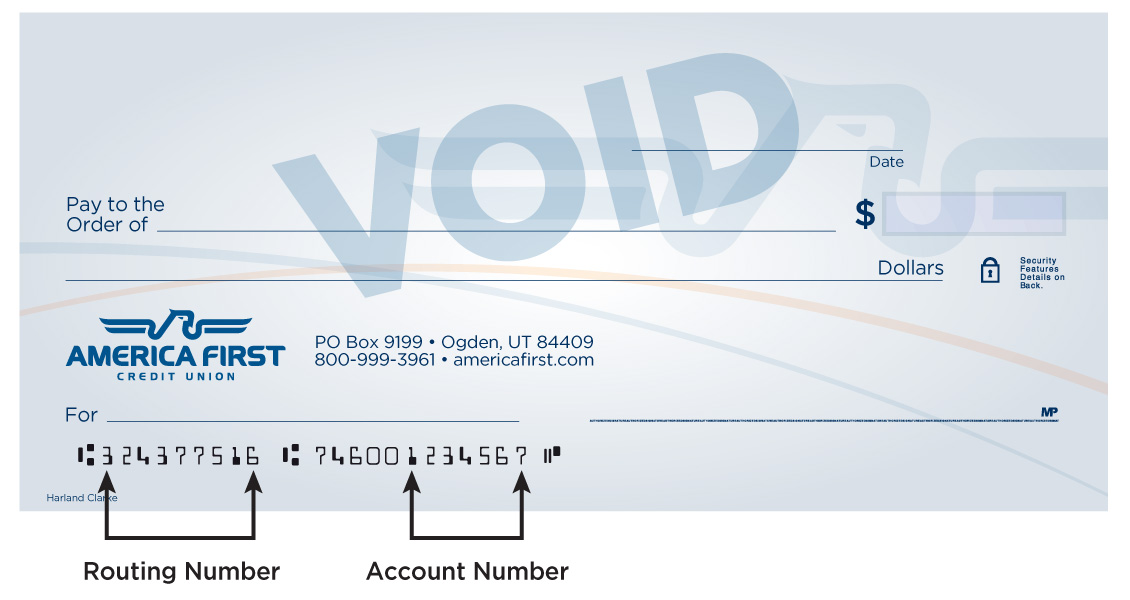 VOID
Date
Pay to the
Order of
$
Dollars
Security
Features
Details on
Back.
AMERICA FIRST
CREDIT UNION
PO Box 9199 • Ogden, UT 84409
800-999-3961 • americafirst.com
For
MP
⑆324377516⑆ 746001234567⑈
Harland Clarke
Routing Number
Account Number